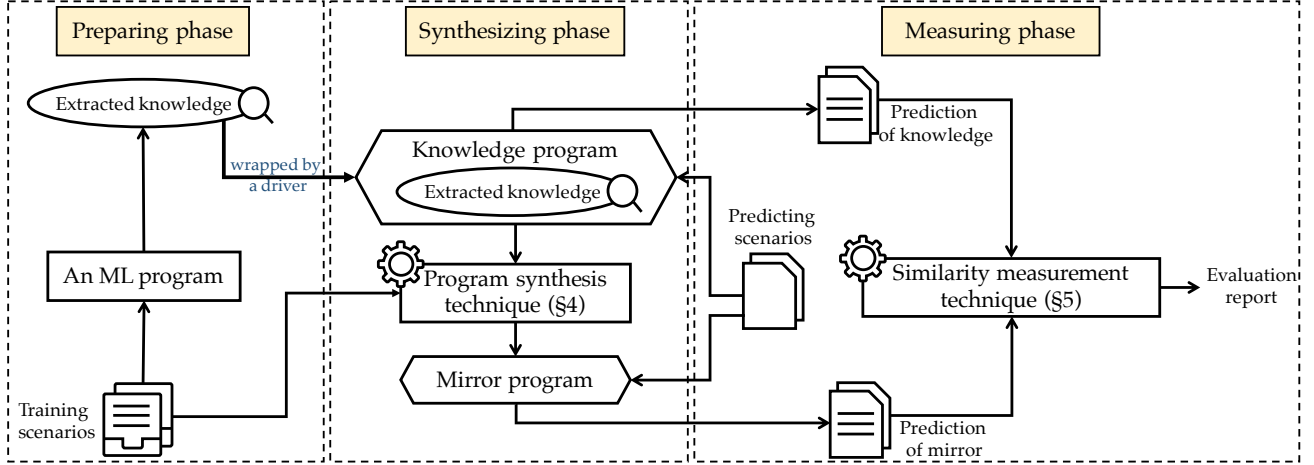 Preparing phase
Extracted knowledge
wrapped by
a driver
An ML program
Training
scenarios
Synthesizing phase
Knowledge program
Extracted knowledge
Program synthesis
technique (§4)
Mirror program
Measuring phase
Prediction
of knowledge
Predicting
scenarios
Similarity measurement
technique (§5)
Evaluation
report
Prediction
of mirror